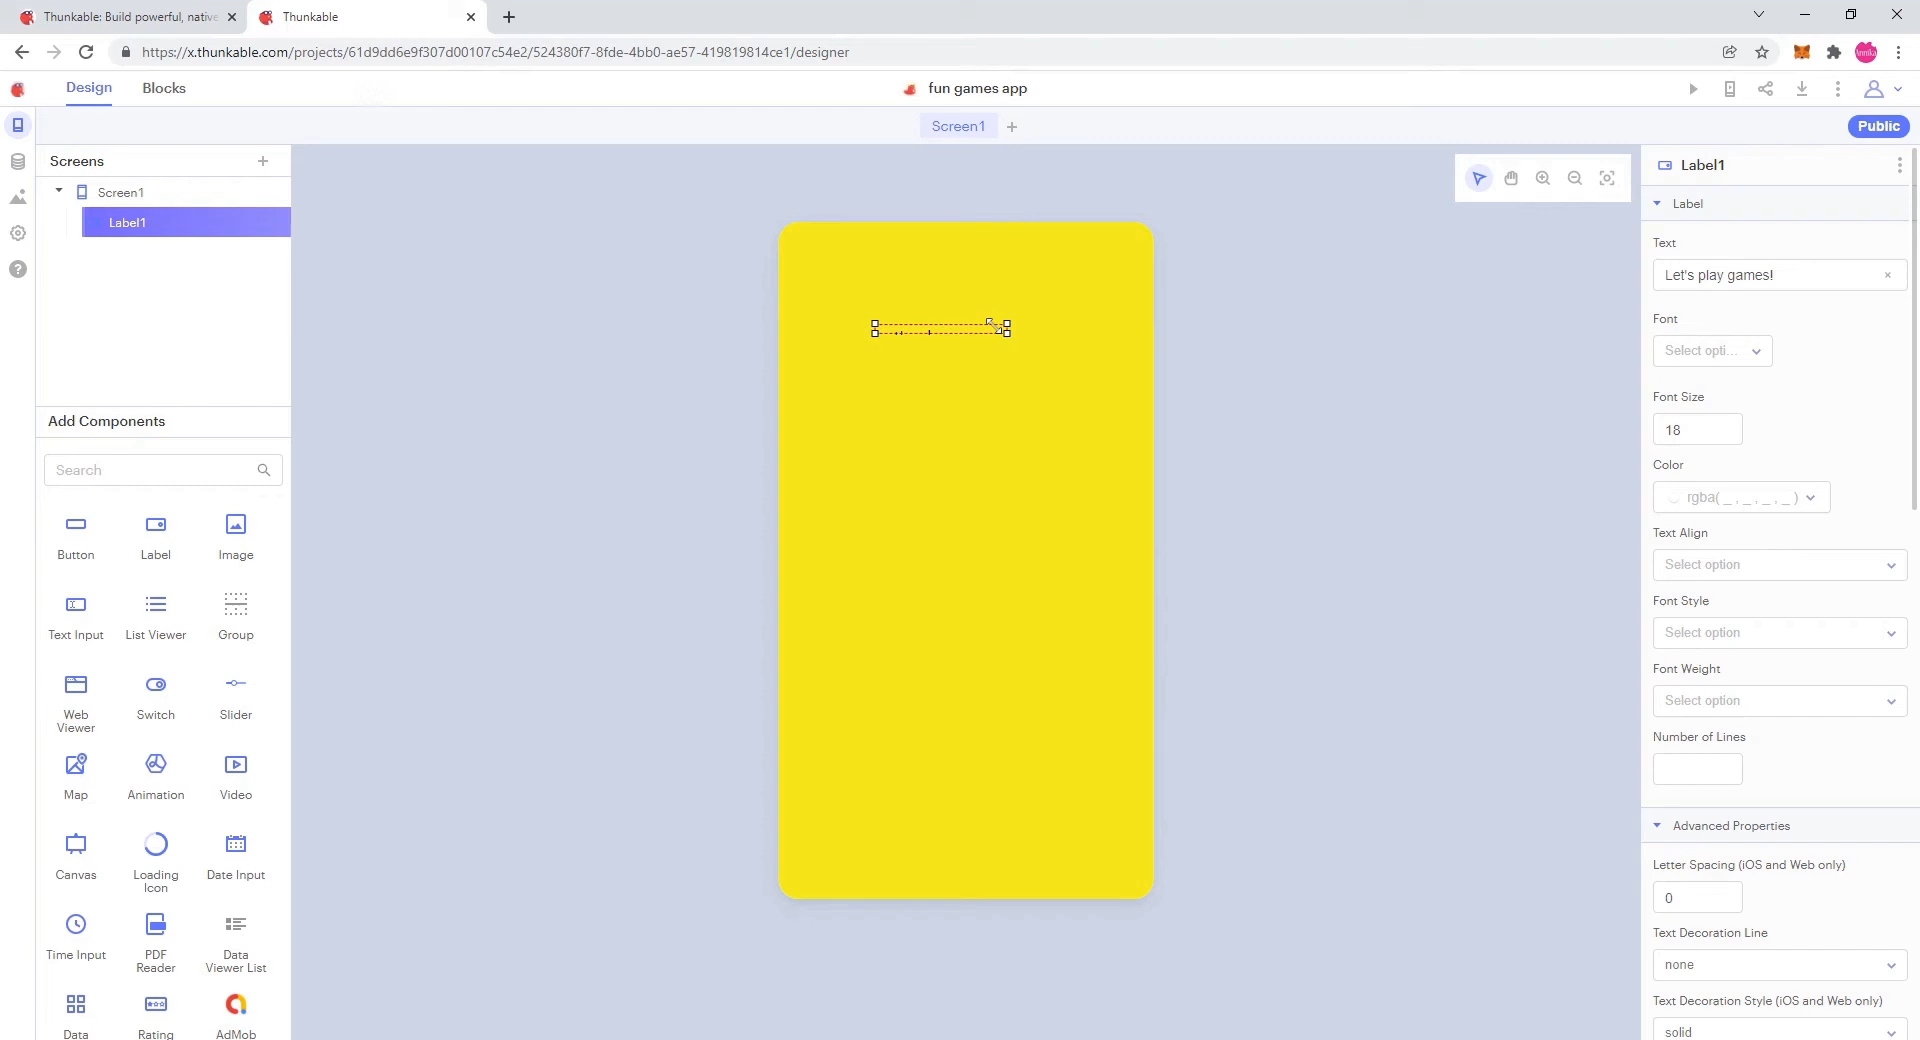 Thunkable: Build powerful, native
Thunkable
https://x.thunkable.com/projects/61d9dd6e9f307d00107c54e2/524380f7-8fde-4bb0-ae57-419819814ce1/designer
Annika
Design
Blocks
fun games app
Screen1
Public
Screens
Screen1
Label1
Add Components
Search
Button
Label
Image
Text Input
List Viewer
Group
Web
Viewer
Switch
Slider
Map
Animation
Video
Canvas
Loading
Icon
Date Input
Time Input
PDF
Reader
Data
Viewer List
Data
Rating
AdMob
Label1
Label
Text
Let's play games!
Font
Select opti...
Font Size
18
Color
rgba( _ , _ , _ , _ )
Text Align
Select option
Font Style
Select option
Font Weight
Select option
Number of Lines
Advanced Properties
Letter Spacing (iOS and Web only)
0
Text Decoration Line
none
Text Decoration Style (iOS and Web only)
solid